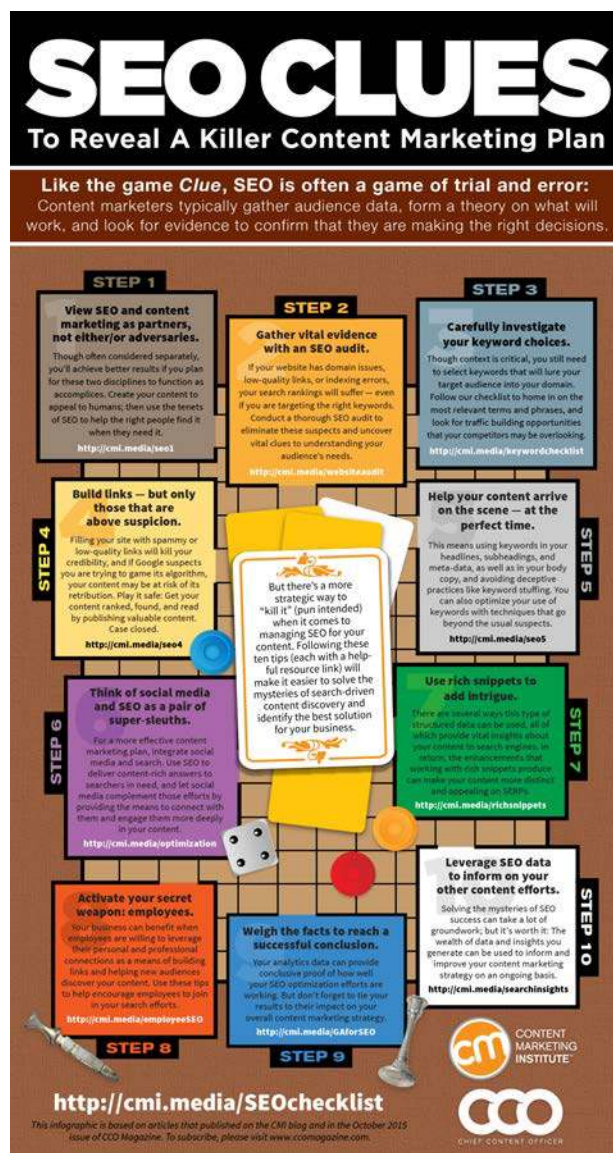 SEO CLUES
To Reveal A Killer Content Marketing Plan
Like the game Clue, SEO is often a game of trial and error:
Content marketers typically gather audience data, form a theory on what will
work, and look for evidence to confirm that they are making the right decisions.
STEP 1
View SEO and content
marketing as partners,
not either/or adversaries.
Though often considered separately,
you'll achieve better results if you plan
for these two disciplines to function as
accomplices. Create your content to
appeal to humans; then use the tenets
of SEO to help the right people find it
when they need it.
http://cmi.media/seo1
STEP 2
Gather vital evidence
with an SEO audit.
If your website has domain issues,
low-quality links, or indexing errors,
your search rankings will suffer — even
if you are targeting the right keywords.
Conduct a thorough SEO audit to
eliminate these suspects and uncover
vital clues to understanding your
audience's needs.
http://cmi.media/websiteaudit
STEP 3
Carefully investigate
your keyword choices.
Though context is critical, you still need
to select keywords that will lure your
target audience into your domain.
Follow our checklist to home in on the
most relevant terms and phrases, and
look for traffic building opportunities
that your competitors may be overlooking.
http://cmi.media/keywordchecklist
STEP 4
Build links — but only
those that are
above suspicion.
Filling your site with spammy or
low-quality links will kill your
credibility, and if Google suspects
you are trying to game its algorithm,
your content may be at risk of its
retribution. Play it safe: Get your
content ranked, found, and read
by publishing valuable content.
Case closed.
http://cmi.media/seo4
But there's a more
strategic way to
"kill it" (pun intended)
when it comes to
managing SEO for your
content. Following these
ten tips (each with a help-
ful resource link) will
make it easier to solve the
mysteries of search-driven
content discovery and
identify the best solution
for your business.
STEP 5
Help your content arrive
on the scene — at the
perfect time.
This means using keywords in your
headlines, subheadings, and
meta-data, as well as in your body
copy, and avoiding deceptive
practices like keyword stuffing. You
can also optimize your use of
keywords with techniques that go
beyond the usual suspects.
http://cmi.media/seo5
STEP 6
Think of social media
and SEO as a pair of
super-sleuths.
For a more effective content
marketing plan, integrate social
media and search. Use SEO to
deliver content-rich answers to
searchers in need, and let social
media complement those efforts by
providing the means to connect with
them and engage them more deeply
in your content.
http://cmi.media/optimization
STEP 7
Use rich snippets to
add intrigue.
There are several ways this type of
structured data can be used, all of
which provide vital insights about
your content to search engines. In
return, the enhancements that
working with rich snippets produce
can make your content more distinct
and appealing on SERPs.
http://cmi.media/richsnippets
STEP 8
Activate your secret
weapon: employees.
Your business can benefit when
employees are willing to leverage
their personal and professional
connections as a means of building
links and helping new audiences
discover your content. Use these tips
to help encourage employees to join
in your search efforts.
http://cmi.media/employeeSEO
STEP 9
Weigh the facts to reach a
successful conclusion.
Your analytics data can provide
conclusive proof of how well
your SEO optimization efforts are
working. But don't forget to tie your
results to their impact on your
overall content marketing strategy.
http://cmi.media/GAforSEO
STEP 10
Leverage SEO data
to inform on your
other content efforts.
Solving the mysteries of SEO
success can take a lot of
groundwork; but it's worth it: The
wealth of data and insights you
generate can be used to inform and
improve your content marketing
strategy on an ongoing basis.
http://cmi.media/searchinsights
http://cmi.media/SEOchecklist
This infographic is based on articles that published on the CMI blog and in the October 2015
issue of CCO Magazine. To subscribe, please visit www.ccomagazine.com.
cm
CONTENT
MARKETING
INSTITUTE™
CCO
CHIEF CONTENT OFFICER